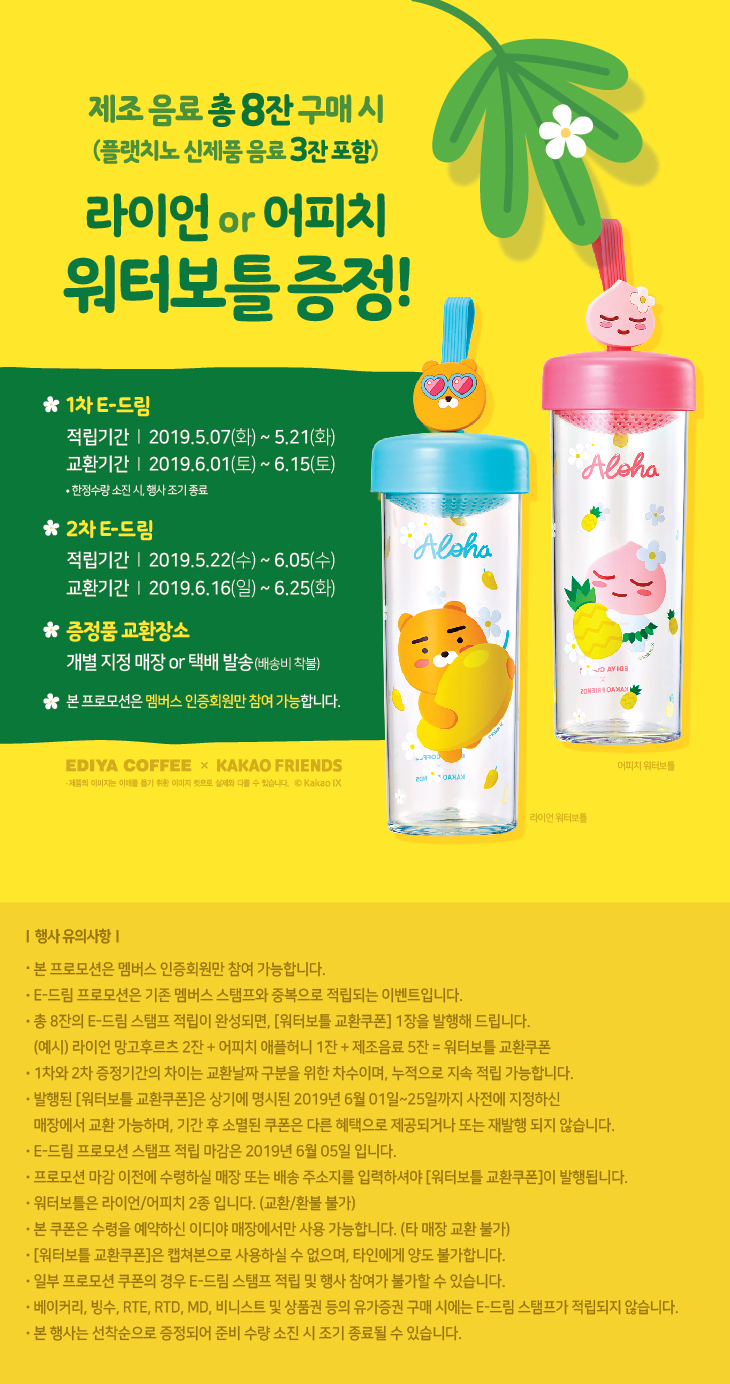 제조 음료 총 8잔 구매 시
(플랫치노 신제품 음료 3잔 포함)
라이언 or 어피치
워터보틀 증정!
1차 E-드림
적립기간 | 2019.5.07(화) ~ 5.21(화)
교환기간 | 2019.6.01(토) ~ 6.15(토)
• 한정수량 소진 시, 행사 조기 종료
2차 E-드림
적립기간 | 2019.5.22(수) ~ 6.05(수)
교환기간 | 2019.6.16(일) ~ 6.25(화)
증정품 교환장소
개별 지정 매장 or 택배 발송(배송비 착불)
본 프로모션은 멤버스 인증회원만 참여 가능합니다.
EDIYA COFFEE × KAKAO FRIENDS
· 제품의 이미지는 이해를 돕기 위한 이미지 컷으로 실제와 다를 수 있습니다. © Kakao IX
Aloha
라이언 워터보틀
Aloha
KAKAO FRIENDS
어피치 워터보틀
| 행사 유의사항 |
· 본 프로모션은 멤버스 인증회원만 참여 가능합니다.
· E-드림 프로모션은 기존 멤버스 스탬프와 중복으로 적립되는 이벤트입니다.
· 총 8잔의 E-드림 스탬프 적립이 완성되면, [워터보틀 교환쿠폰] 1장을 발행해 드립니다.
(예시) 라이언 망고후르츠 2잔 + 어피치 애플허니 1잔 + 제조음료 5잔 = 워터보틀 교환쿠폰
· 1차와 2차 증정기간의 차이는 교환날짜 구분을 위한 차수이며, 누적으로 지속 적립 가능합니다.
· 발행된 [워터보틀 교환쿠폰]은 상기에 명시된 2019년 6월 01일~25일까지 사전에 지정하신
매장에서 교환 가능하며, 기간 후 소멸된 쿠폰은 다른 혜택으로 제공되거나 또는 재발행 되지 않습니다.
· E-드림 프로모션 스탬프 적립 마감은 2019년 6월 05일 입니다.
· 프로모션 마감 이전에 수령하실 매장 또는 배송 주소지를 입력하셔야 [워터보틀 교환쿠폰]이 발행됩니다.
· 워터보틀은 라이언/어피치 2종 입니다. (교환/환불 불가)
· 본 쿠폰은 수령을 예약하신 이디야 매장에서만 사용 가능합니다. (타 매장 교환 불가)
· [워터보틀 교환쿠폰]은 캡쳐본으로 사용하실 수 없으며, 타인에게 양도 불가합니다.
· 일부 프로모션 쿠폰의 경우 E-드림 스탬프 적립 및 행사 참여가 불가할 수 있습니다.
· 베이커리, 빙수, RTE, RTD, MD, 비니스트 및 상품권 등의 유가증권 구매 시에는 E-드림 스탬프가 적립되지 않습니다.
· 본 행사는 선착순으로 증정되어 준비 수량 소진 시 조기 종료될 수 있습니다.